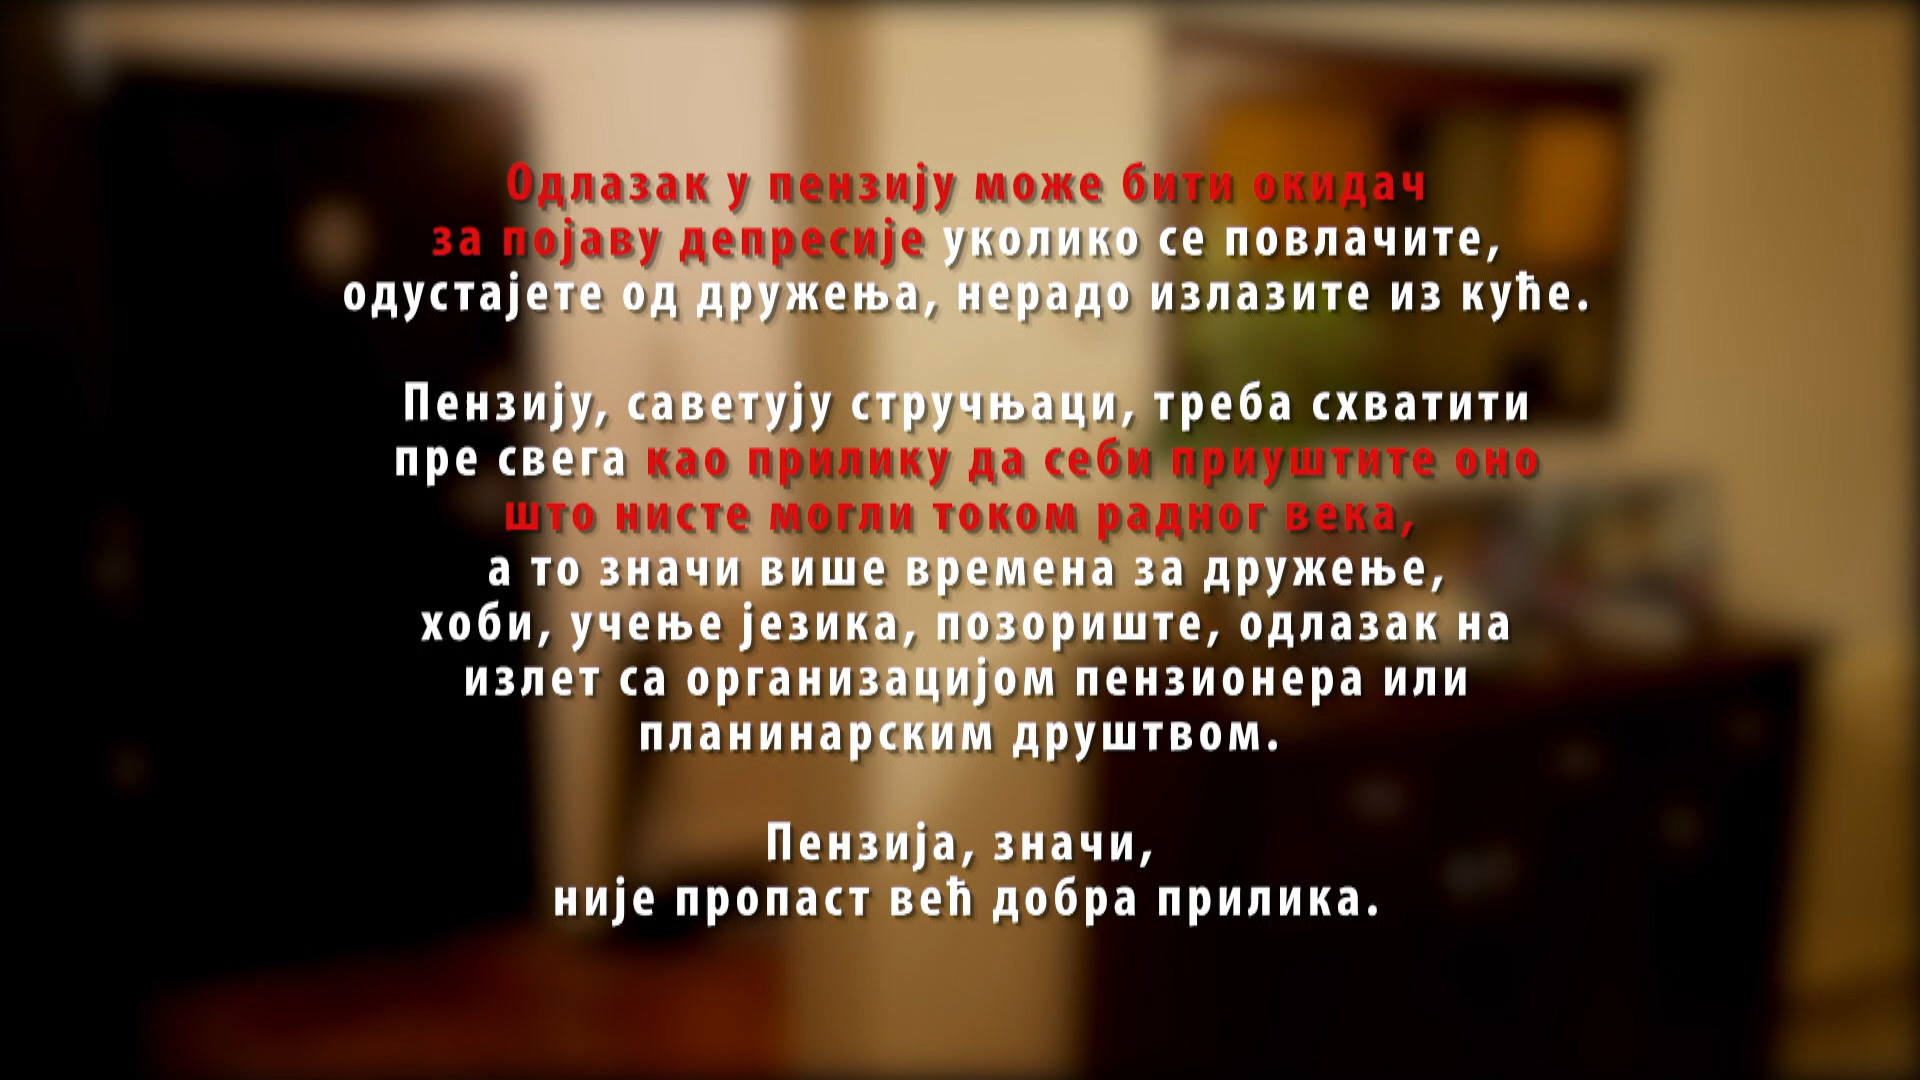 Одлазак у пензију може бити окидач
за појаву депресије уколико се повлачите,
одустајете од дружења, нерадо излазите из куће.
Пензију, саветују стручњаци, треба схватити
пре свега као прилику да себи приуштите оно
што нисте могли током радног века,
а то значи више времена за дружење,
хоби, учење језика, позориште, одлазак на
излет са организацијом пензионера или
планинарским друштвом.
Пензија, значи,
није пропаст већ добра прилика.